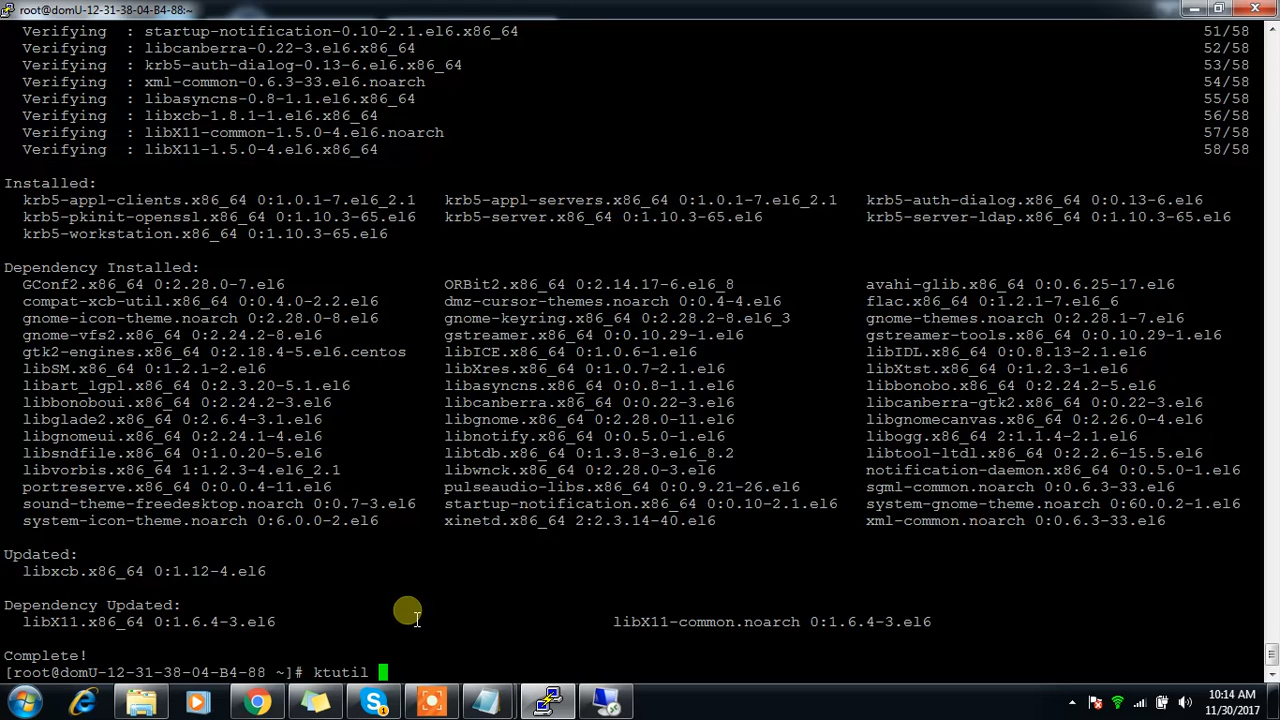 root@domU-12-31-38-04-B4-88:~
Verifying  : startup-notification-0.10-2.1.el6.x86_64 51/58
Verifying  : libcanberra-0.22-3.el6.x86_64 52/58
Verifying  : krb5-auth-dialog-0.13-6.el6.x86_64 53/58
Verifying  : xml-common-0.6.3-33.el6.noarch 54/58
Verifying  : libasyncns-0.8-1.1.el6.x86_64 55/58
Verifying  : libxcb-1.8.1-1.el6.x86_64 56/58
Verifying  : libX11-common-1.5.0-4.el6.noarch 57/58
Verifying  : libX11-1.5.0-4.el6.x86_64 58/58
Installed:
krb5-appl-clients.x86_64 0:1.0.1-7.el6_2.1 krb5-appl-servers.x86_64 0:1.0.1-7.el6_2.1 krb5-auth-dialog.x86_64 0:0.13-6.el6
krb5-pkinit-openssl.x86_64 0:1.10.3-65.el6 krb5-server.x86_64 0:1.10.3-65.el6 krb5-server-ldap.x86_64 0:1.10.3-65.el6
krb5-workstation.x86_64 0:1.10.3-65.el6
Dependency Installed:
GConf2.x86_64 0:2.28.0-7.el6 ORBit2.x86_64 0:2.14.17-6.el6_8 avahi-glib.x86_64 0:0.6.25-17.el6
compat-xcb-util.x86_64 0:0.4.0-2.2.el6 dmz-cursor-themes.noarch 0:0.4-4.el6 flac.x86_64 0:1.2.1-7.el6_6
gnome-icon-theme.noarch 0:2.28.0-8.el6 gnome-keyring.x86_64 0:2.28.2-8.el6_3 gnome-themes.noarch 0:2.28.1-7.el6
gnome-vfs2.x86_64 0:2.24.2-8.el6 gstreamer.x86_64 0:0.10.29-1.el6 gstreamer-tools.x86_64 0:0.10.29-1.el6
gtk2-engines.x86_64 0:2.18.4-5.el6.centos libICE.x86_64 0:1.0.6-1.el6 libIDL.x86_64 0:0.8.13-2.1.el6
libSM.x86_64 0:1.2.1-2.el6 libXres.x86_64 0:1.0.7-2.1.el6 libXtst.x86_64 0:1.2.3-1.el6
libart_lgpl.x86_64 0:2.3.20-5.1.el6 libasyncns.x86_64 0:0.8-1.1.el6 libbonobo.x86_64 0:2.24.2-5.el6
libbonoboui.x86_64 0:2.24.2-3.el6 libcanberra.x86_64 0:0.22-3.el6 libcanberra-gtk2.x86_64 0:0.22-3.el6
libglade2.x86_64 0:2.6.4-3.1.el6 libgnome.x86_64 0:2.28.0-11.el6 libgnomecanvas.x86_64 0:2.26.0-4.el6
libgnomeui.x86_64 0:2.24.1-4.el6 libnotify.x86_64 0:0.5.0-1.el6 libogg.x86_64 2:1.1.4-2.1.el6
libsndfile.x86_64 0:1.0.20-5.el6 libtdb.x86_64 0:1.3.8-3.el6_8.2 libtool-ltdl.x86_64 0:2.2.6-15.5.el6
libvorbis.x86_64 1:1.2.3-4.el6_2.1 libwnck.x86_64 0:2.28.0-3.el6 notification-daemon.x86_64 0:0.5.0-1.el6
portreserve.x86_64 0:0.0.4-11.el6 pulseaudio-libs.x86_64 0:0.9.21-26.el6 sgml-common.noarch 0:0.6.3-33.el6
sound-theme-freedesktop.noarch 0:0.7-3.el6 startup-notification.x86_64 0:0.10-2.1.el6 system-gnome-theme.noarch 0:60.0.2-1.el6
system-icon-theme.noarch 0:6.0.0-2.el6 xinetd.x86_64 2:2.3.14-40.el6 xml-common.noarch 0:0.6.3-33.el6
Updated:
libxcb.x86_64 0:1.12-4.el6
Dependency Updated:
libX11.x86_64 0:1.6.4-3.el6 libX11-common.noarch 0:1.6.4-3.el6
Complete!
[root@domU-12-31-38-04-B4-88 ~]# ktutil
10:14 AM
11/30/2017